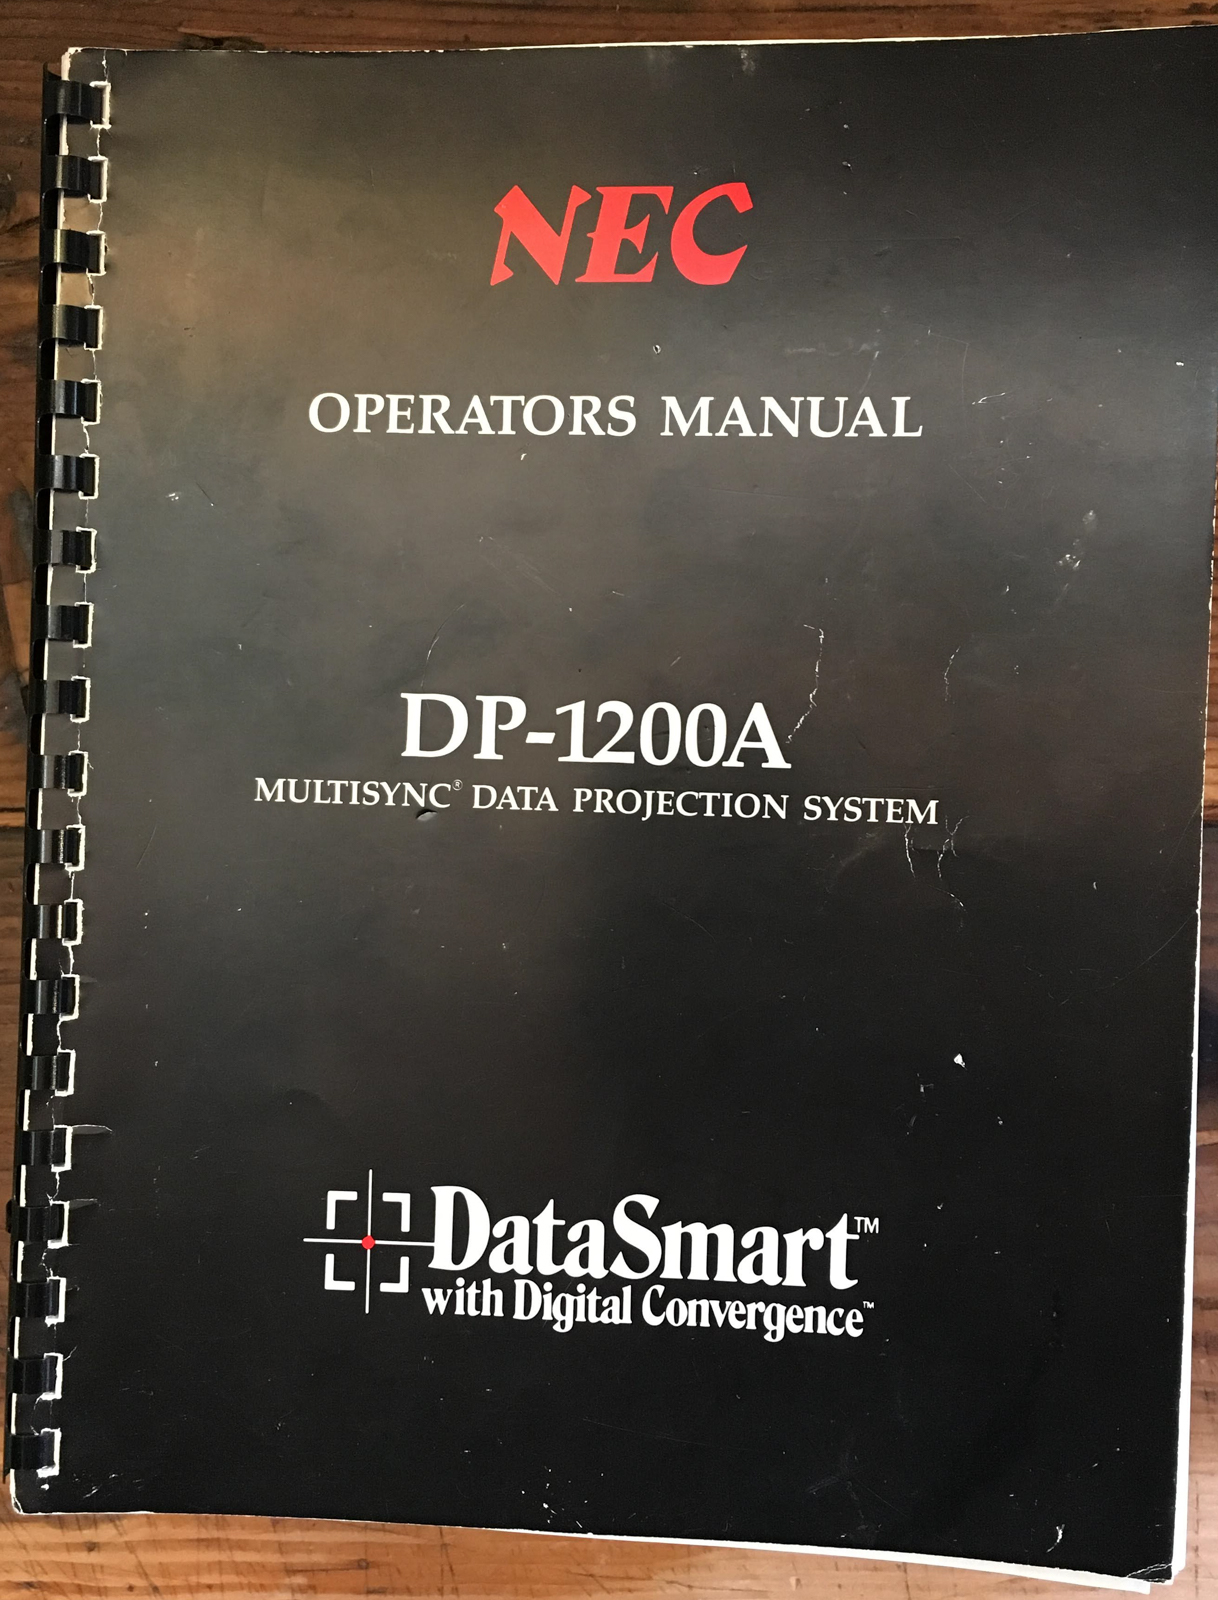 NEC
OPERATORS MANUAL
DP-1200A
MULTISYNC® DATA PROJECTION SYSTEM
DataSmart™
with Digital Convergence™